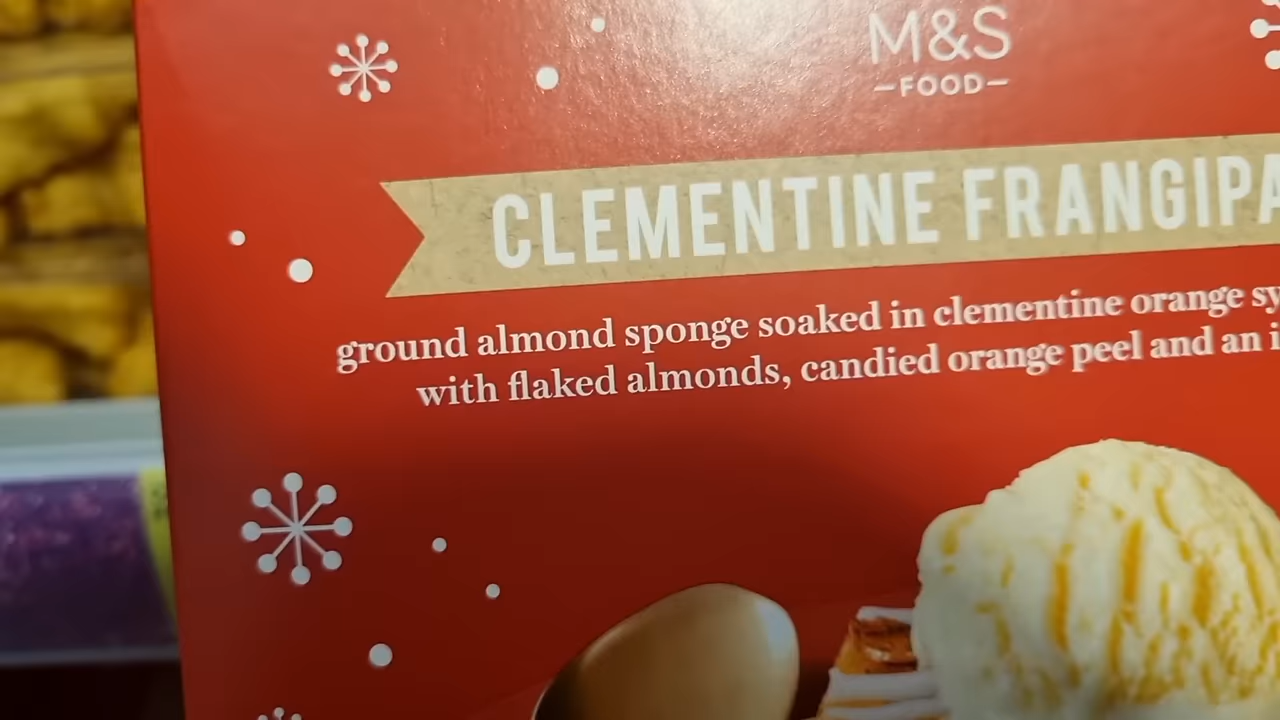 M&S
—FOOD—
CLEMENTINE FRANGIPA
ground almond sponge soaked in clementine orange sy
with flaked almonds, candied orange peel and an i